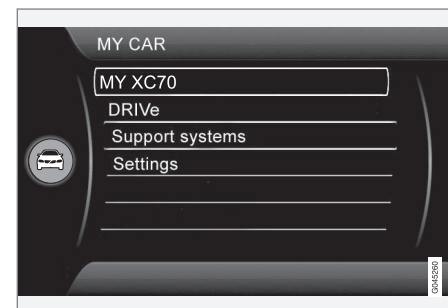 MY CAR
MY XC70
DRIVe
Support systems
Settings
G045260